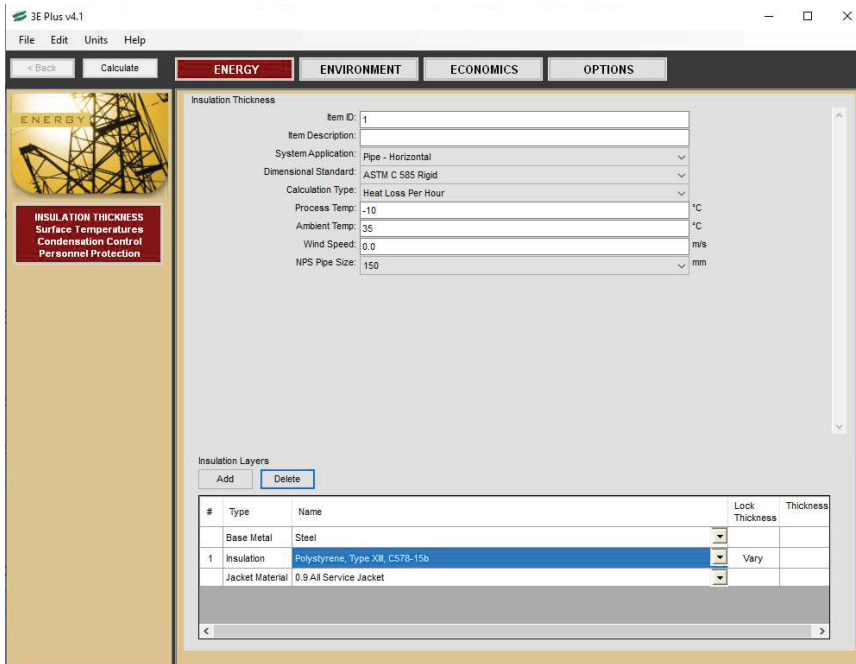 3E Plus v4.1
File Edit Units Help
< Back Calculate ENERGY ENVIRONMENT ECONOMICS OPTIONS
ENERGY
INSULATION THICKNESS
Surface Temperatures
Condensation Control
Personnel Protection
Insulation Thickness
Item ID: 1
Item Description:
System Application: Pipe - Horizontal
Dimensional Standard: ASTM C 585 Rigid
Calculation Type: Heat Loss Per Hour
Process Temp: -10 °C
Ambient Temp: 35 °C
Wind Speed: 0.0 m/s
NPS Pipe Size: 150 mm
Insulation Layers
Add Delete
# Type Name Lock Thickness Thickness
Base Metal Steel
1 Insulation Polystyrene, Type XIII, C578-15b Vary
Jacket Material 0.9 All Service Jacket